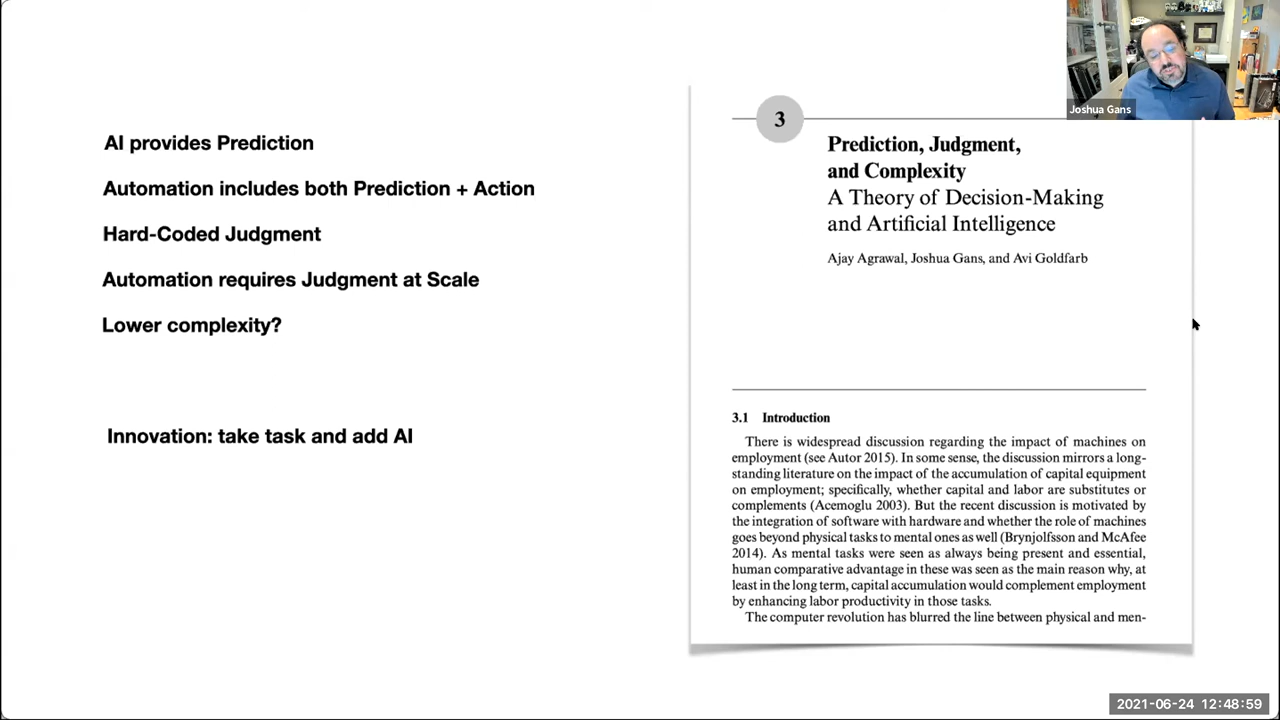 AI provides Prediction
Automation includes both Prediction + Action
Hard-Coded Judgment
Automation requires Judgment at Scale
Lower complexity?
Innovation: take task and add AI
Joshua Gans
3
Prediction, Judgment,
and Complexity
A Theory of Decision-Making
and Artificial Intelligence
Ajay Agrawal, Joshua Gans, and Avi Goldfarb
3.1 Introduction
There is widespread discussion regarding the impact of machines on
employment (see Autor 2015). In some sense, the discussion mirrors a long-
standing literature on the impact of the accumulation of capital equipment
on employment; specifically, whether capital and labor are substitutes or
complements (Acemoglu 2003). But the recent discussion is motivated by
the integration of software with hardware and whether the role of machines
goes beyond physical tasks to mental ones as well (Brynjolfsson and McAfee
2014). As mental tasks were seen as always being present and essential,
human comparative advantage in these was seen as the main reason why, at
least in the long term, capital accumulation would complement employment
by enhancing labor productivity in those tasks.
The computer revolution has blurred the line between physical and men-
2021-06-24 12:48:59